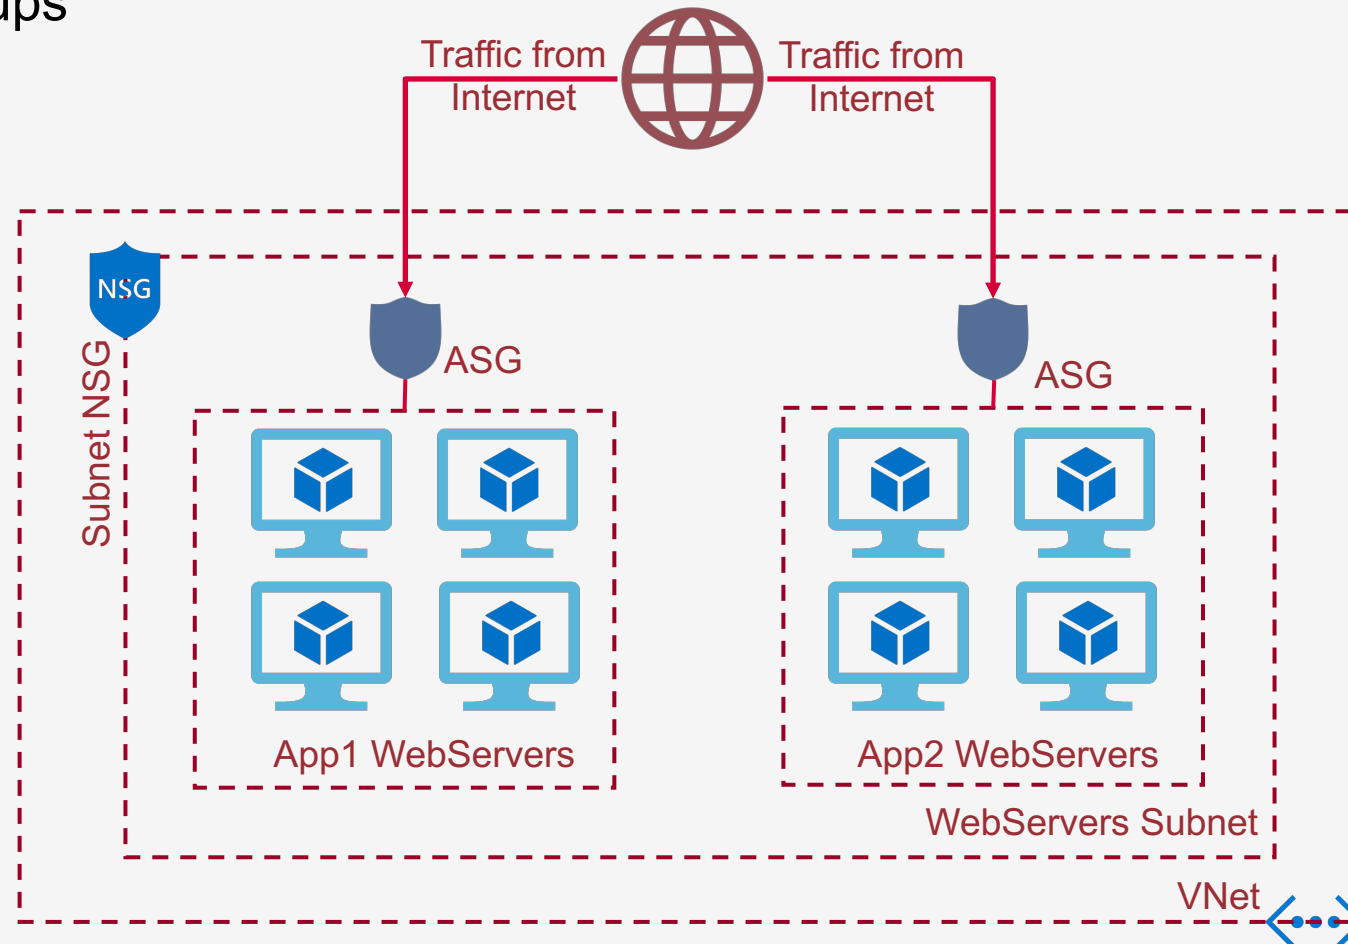 Traffic from
Internet
Traffic from
Internet
NSG
Subnet NSG
ASG
ASG
App1 WebServers
App2 WebServers
WebServers Subnet
VNet